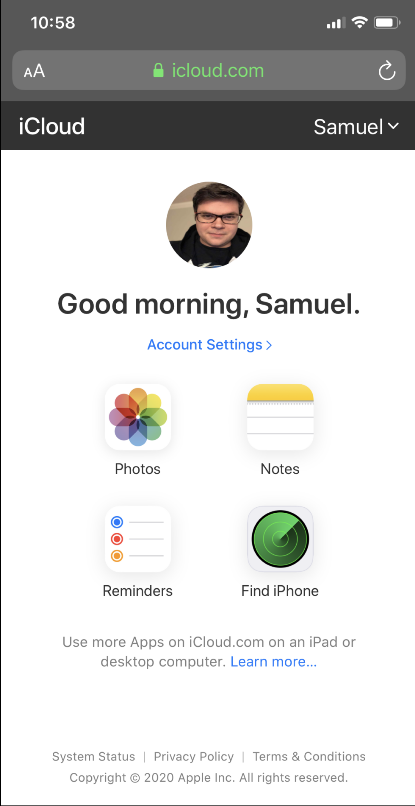 10:58
AA icloud.com
iCloud Samuel
Good morning, Samuel.
Account Settings
Photos Notes
Reminders Find iPhone
Use more Apps on iCloud.com on an iPad or
desktop computer. Learn more...
System Status | Privacy Policy | Terms & Conditions
Copyright © 2020 Apple Inc. All rights reserved.